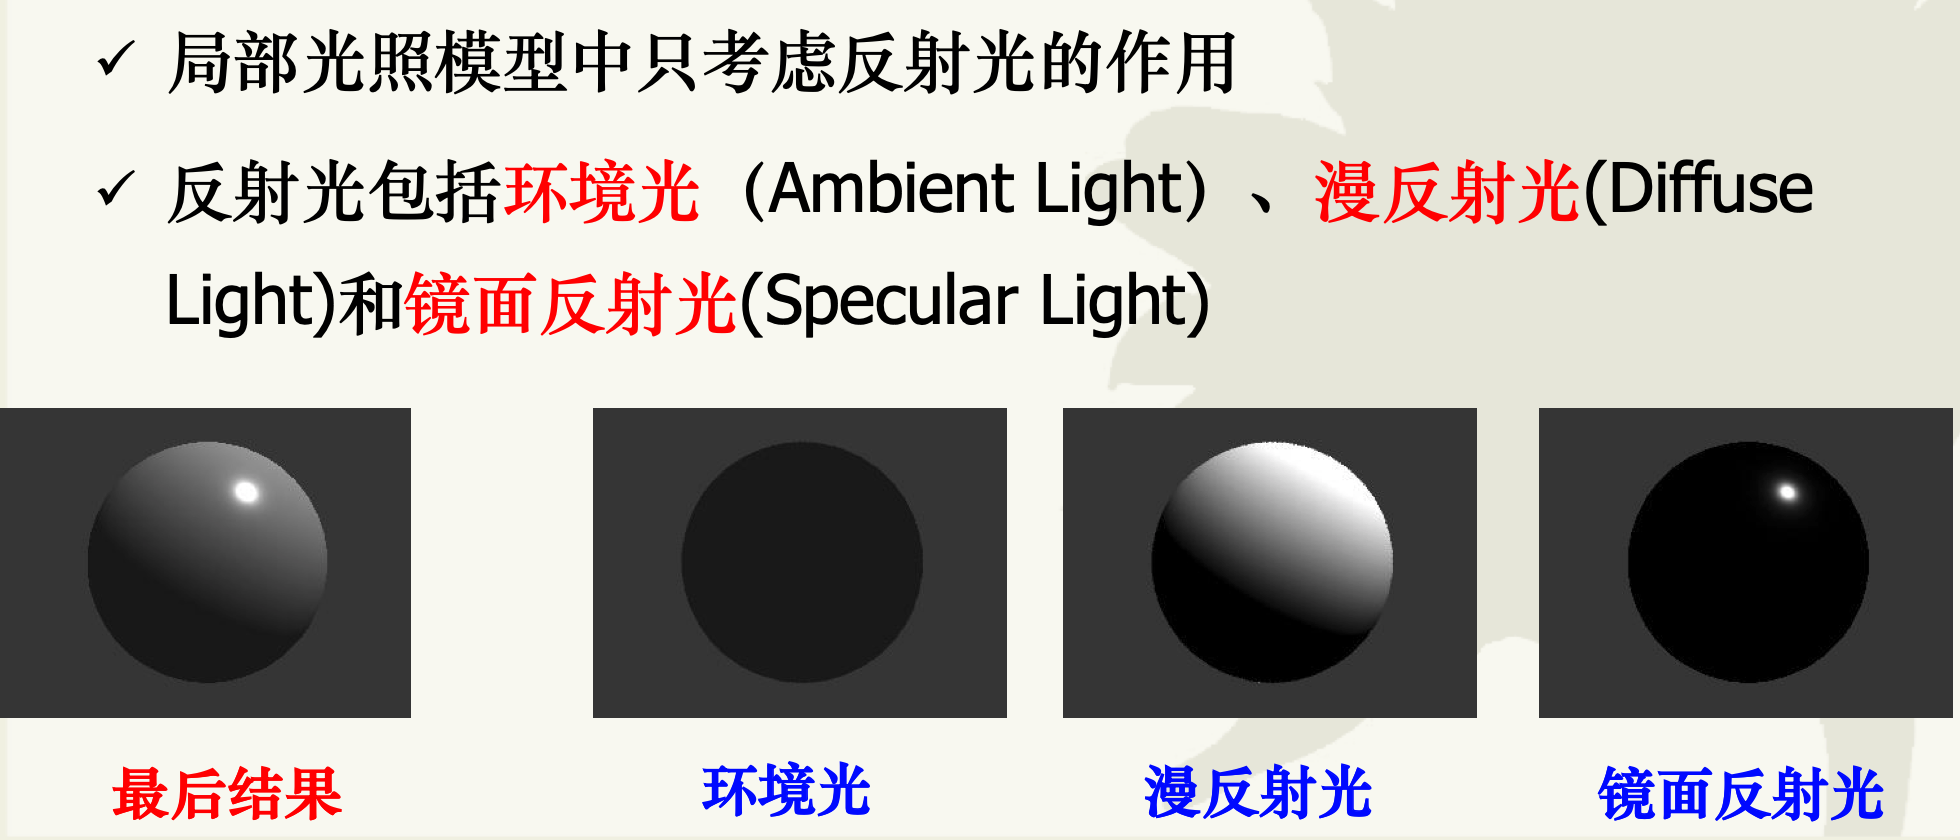 ✓ 局部光照模型中只考虑反射光的作用
✓ 反射光包括环境光（Ambient Light）、漫反射光(Diffuse
Light)和镜面反射光(Specular Light)
最后结果 环境光 漫反射光 镜面反射光